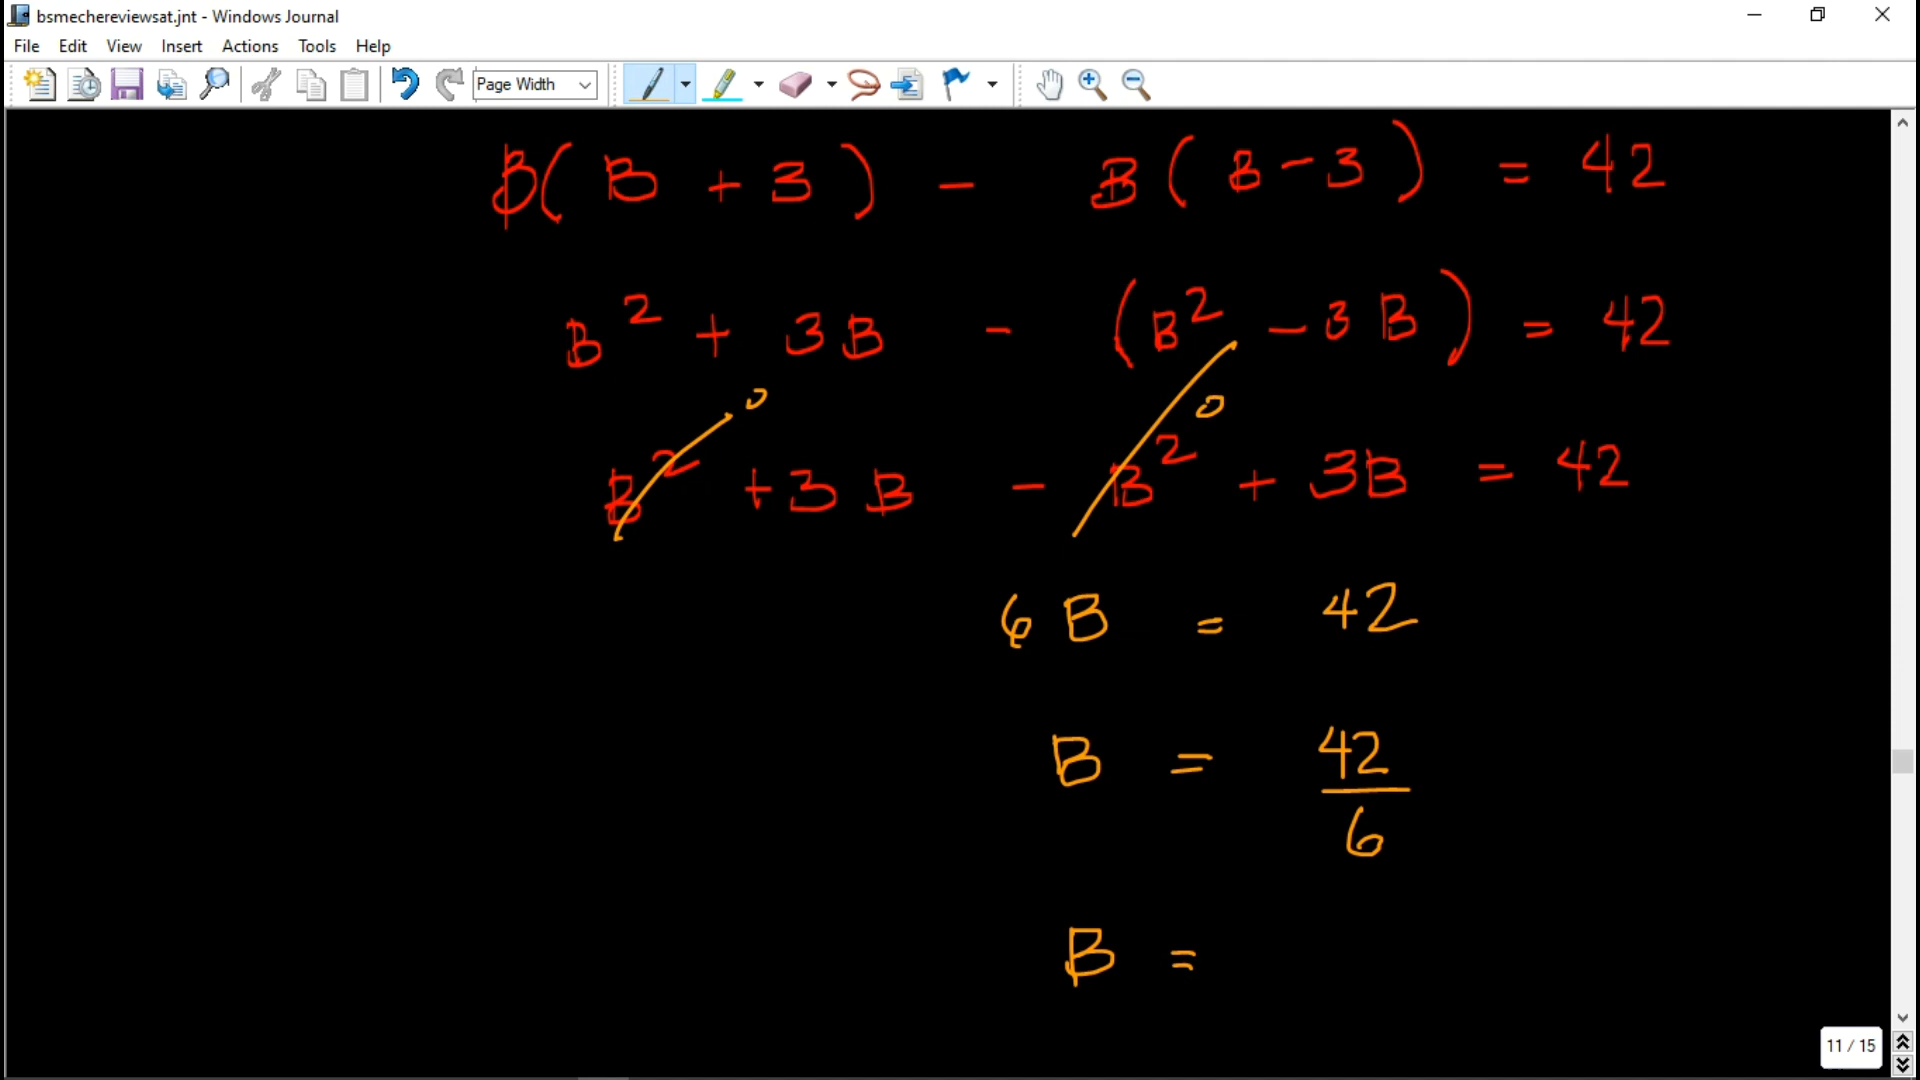 bsmechereviewsat.jnt - Windows Journal
File Edit View Insert Actions Tools Help
Page Width
B( B + 3 ) - B ( B - 3 ) = 42
B² + 3B - (B² - 3B) = 42
0 0
B² +3B - B² + 3B = 42
6B = 42
B = 42
6
B =
11 / 15